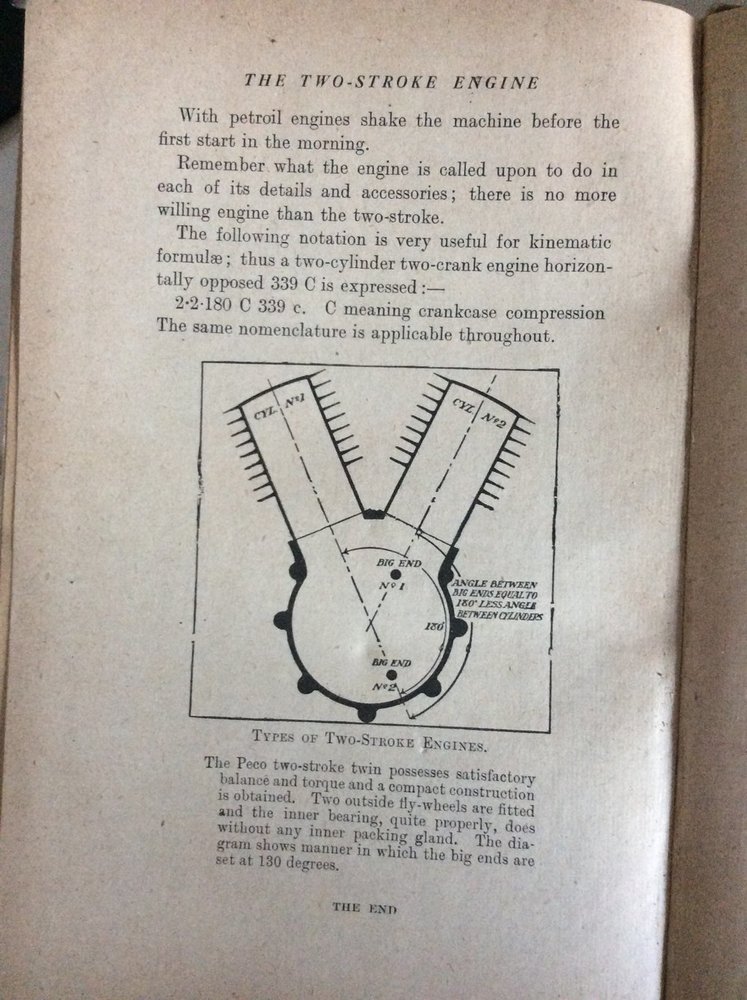 THE TWO-STROKE ENGINE
With petroil engines shake the machine before the
first start in the morning.
Remember what the engine is called upon to do in
each of its details and accessories; there is no more
willing engine than the two-stroke.
The following notation is very useful for kinematic
formulæ; thus a two-cylinder two-crank engine horizon-
tally opposed 339 C is expressed:—
2·2·180 C 339 c. C meaning crankcase compression
The same nomenclature is applicable throughout.
CYL Nº1
CYL Nº2
BIG END
Nº1
ANGLE BETWEEN
BIG ENDS EQUAL TO
180° LESS ANGLE
BETWEEN CYLINDERS
180
BIG END
Nº2
TYPES OF TWO-STROKE ENGINES.
The Peco two-stroke twin possesses satisfactory
balance and torque and a compact construction
is obtained. Two outside fly-wheels are fitted
and the inner bearing, quite properly, does
without any inner packing gland. The dia-
gram shows manner in which the big ends are
set at 130 degrees.
THE END